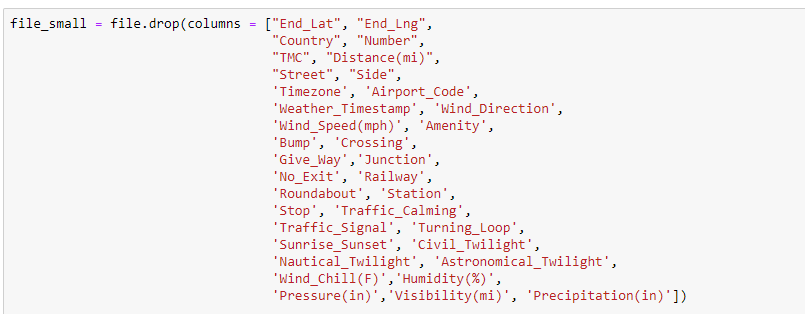 file_small = file.drop(columns = ["End_Lat", "End_Lng",
"Country", "Number",
"TMC", "Distance(mi)",
"Street", "Side",
'Timezone', 'Airport_Code',
'Weather_Timestamp', 'Wind_Direction',
'Wind_Speed(mph)', 'Amenity',
'Bump', 'Crossing',
'Give_Way','Junction',
'No_Exit', 'Railway',
'Roundabout', 'Station',
'Stop', 'Traffic_Calming',
'Traffic_Signal', 'Turning_Loop',
'Sunrise_Sunset', 'Civil_Twilight',
'Nautical_Twilight', 'Astronomical_Twilight',
'Wind_Chill(F)','Humidity(%)',
'Pressure(in)','Visibility(mi)', 'Precipitation(in)'])